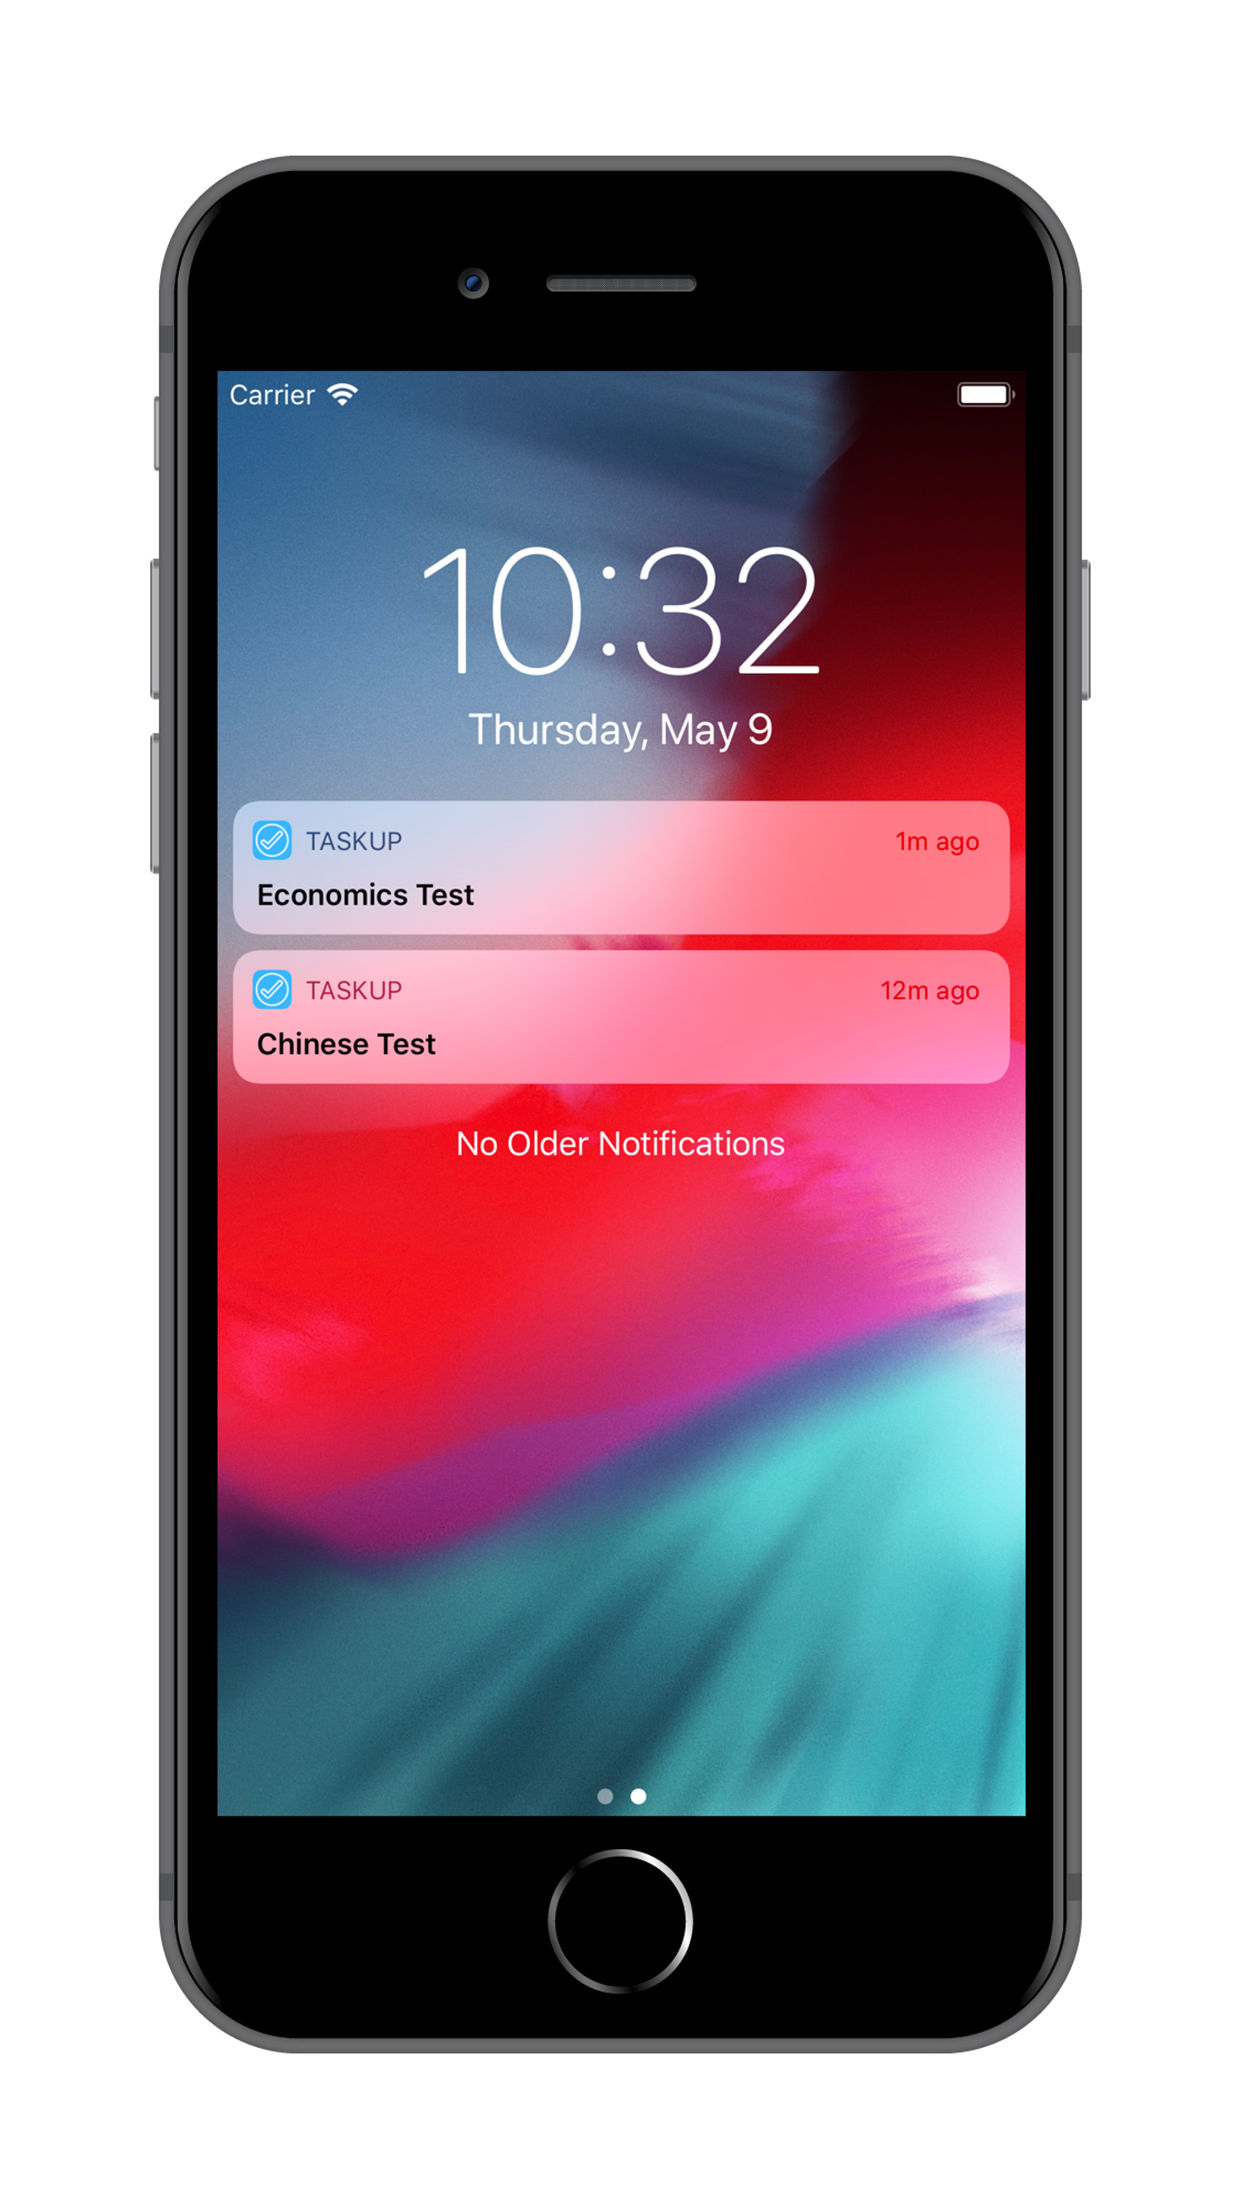 Carrier
10:32
Thursday, May 9
TASKUP
1m ago
Economics Test
TASKUP
12m ago
Chinese Test
No Older Notifications